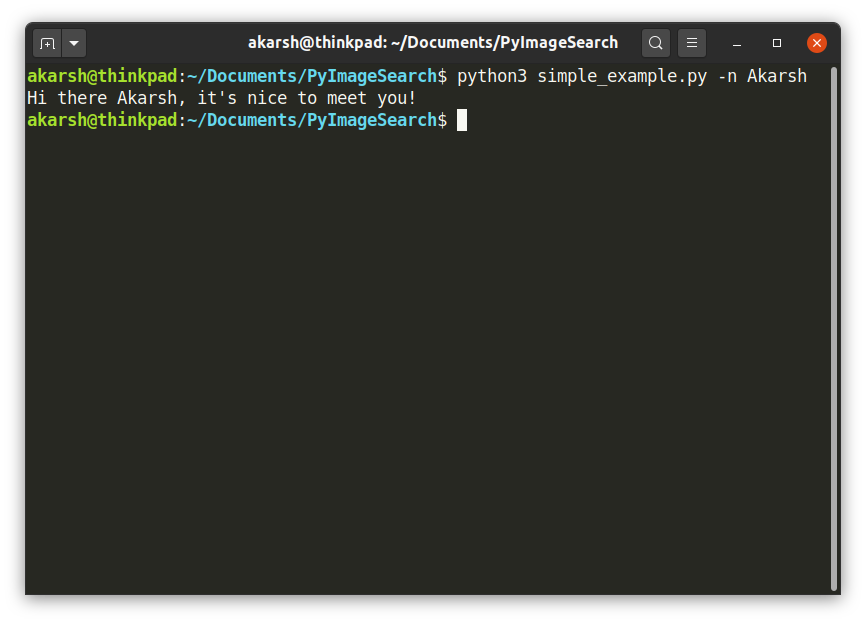 akarsh@thinkpad: ~/Documents/PyImageSearch
akarsh@thinkpad:~/Documents/PyImageSearch$ python3 simple_example.py -n Akarsh
Hi there Akarsh, it's nice to meet you!
akarsh@thinkpad:~/Documents/PyImageSearch$